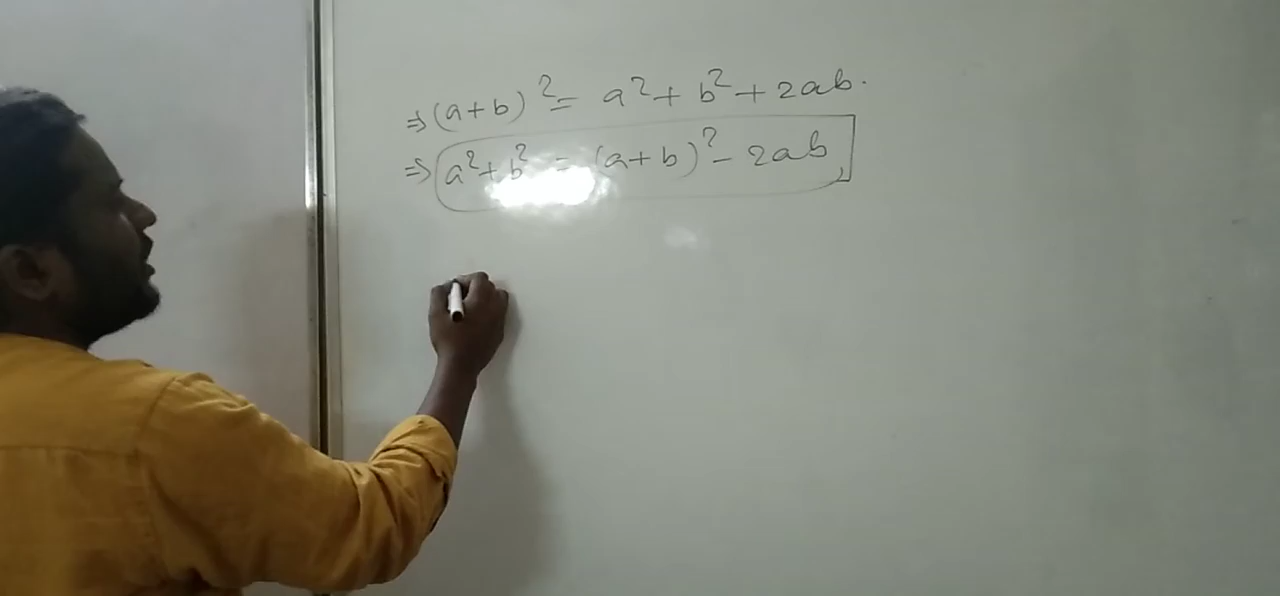 ⇒ (a+b)² = a² + b² + 2ab.
⇒ a² + b² = (a+b)² - 2ab